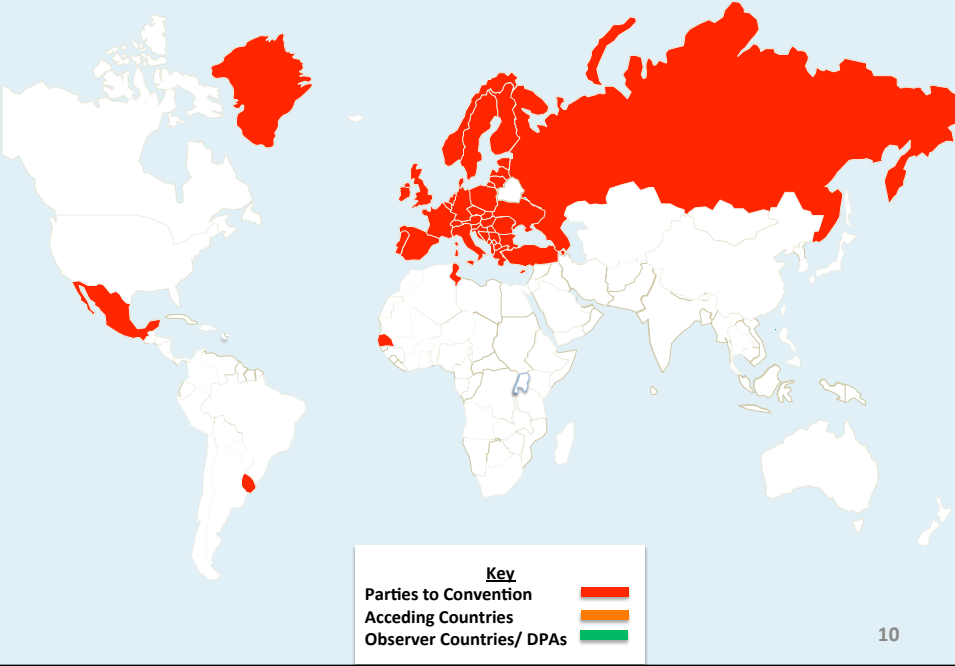 Key
Parties to Convention
Acceding Countries
Observer Countries/ DPAs
10